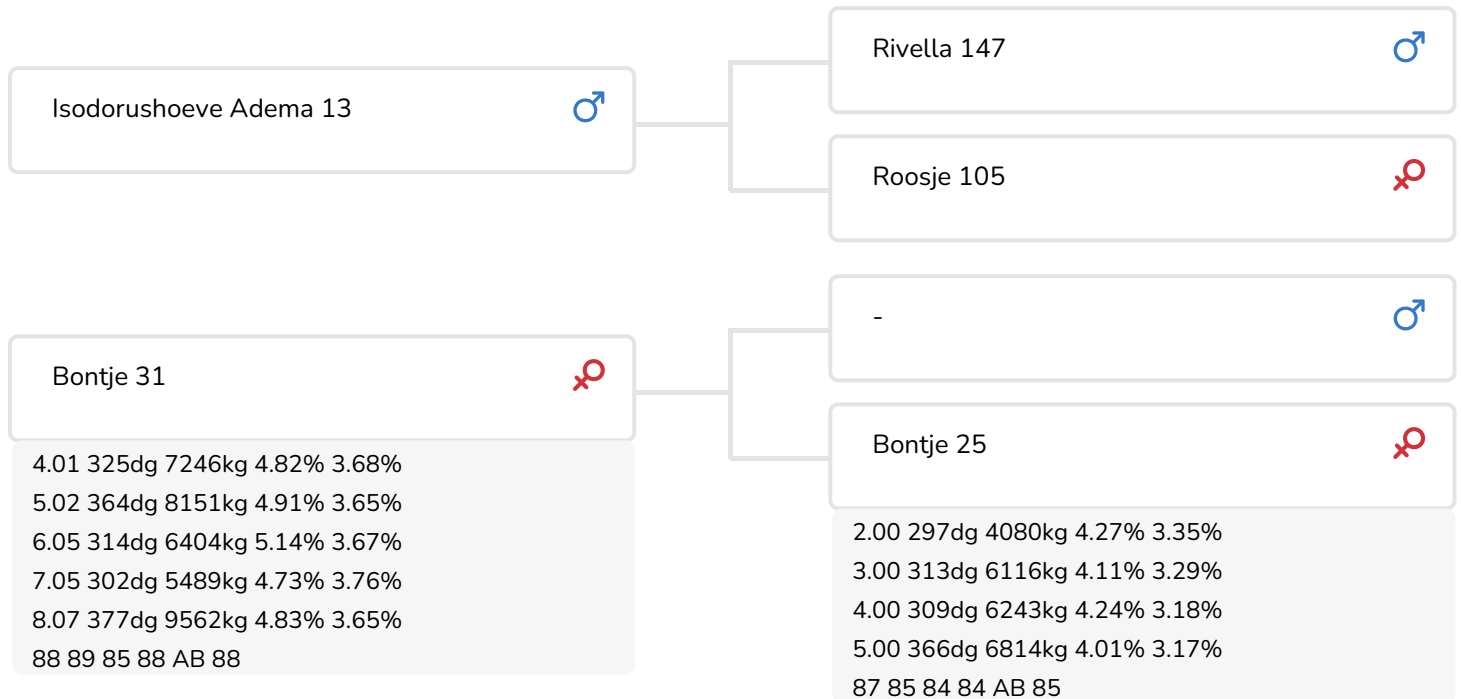 Isodorushoeve Adema 13
Rivella 147
Roosje 105
Bontje 31
4.01 325dg 7246kg 4.82% 3.68%
5.02 364dg 8151kg 4.91% 3.65%
6.05 314dg 6404kg 5.14% 3.67%
7.05 302dg 5489kg 4.73% 3.76%
8.07 377dg 9562kg 4.83% 3.65%
88 89 85 88 AB 88
-
Bontje 25
2.00 297dg 4080kg 4.27% 3.35%
3.00 313dg 6116kg 4.11% 3.29%
4.00 309dg 6243kg 4.24% 3.18%
5.00 366dg 6814kg 4.01% 3.17%
87 85 84 84 AB 85